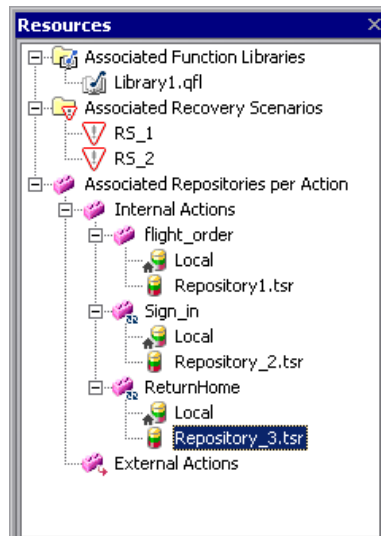 Resources
Associated Function Libraries
Library1.qfl
Associated Recovery Scenarios
RS_1
RS_2
Associated Repositories per Action
Internal Actions
flight_order
Local
Repository1.tsr
Sign_in
Local
Repository_2.tsr
ReturnHome
Local
Repository_3.tsr
External Actions